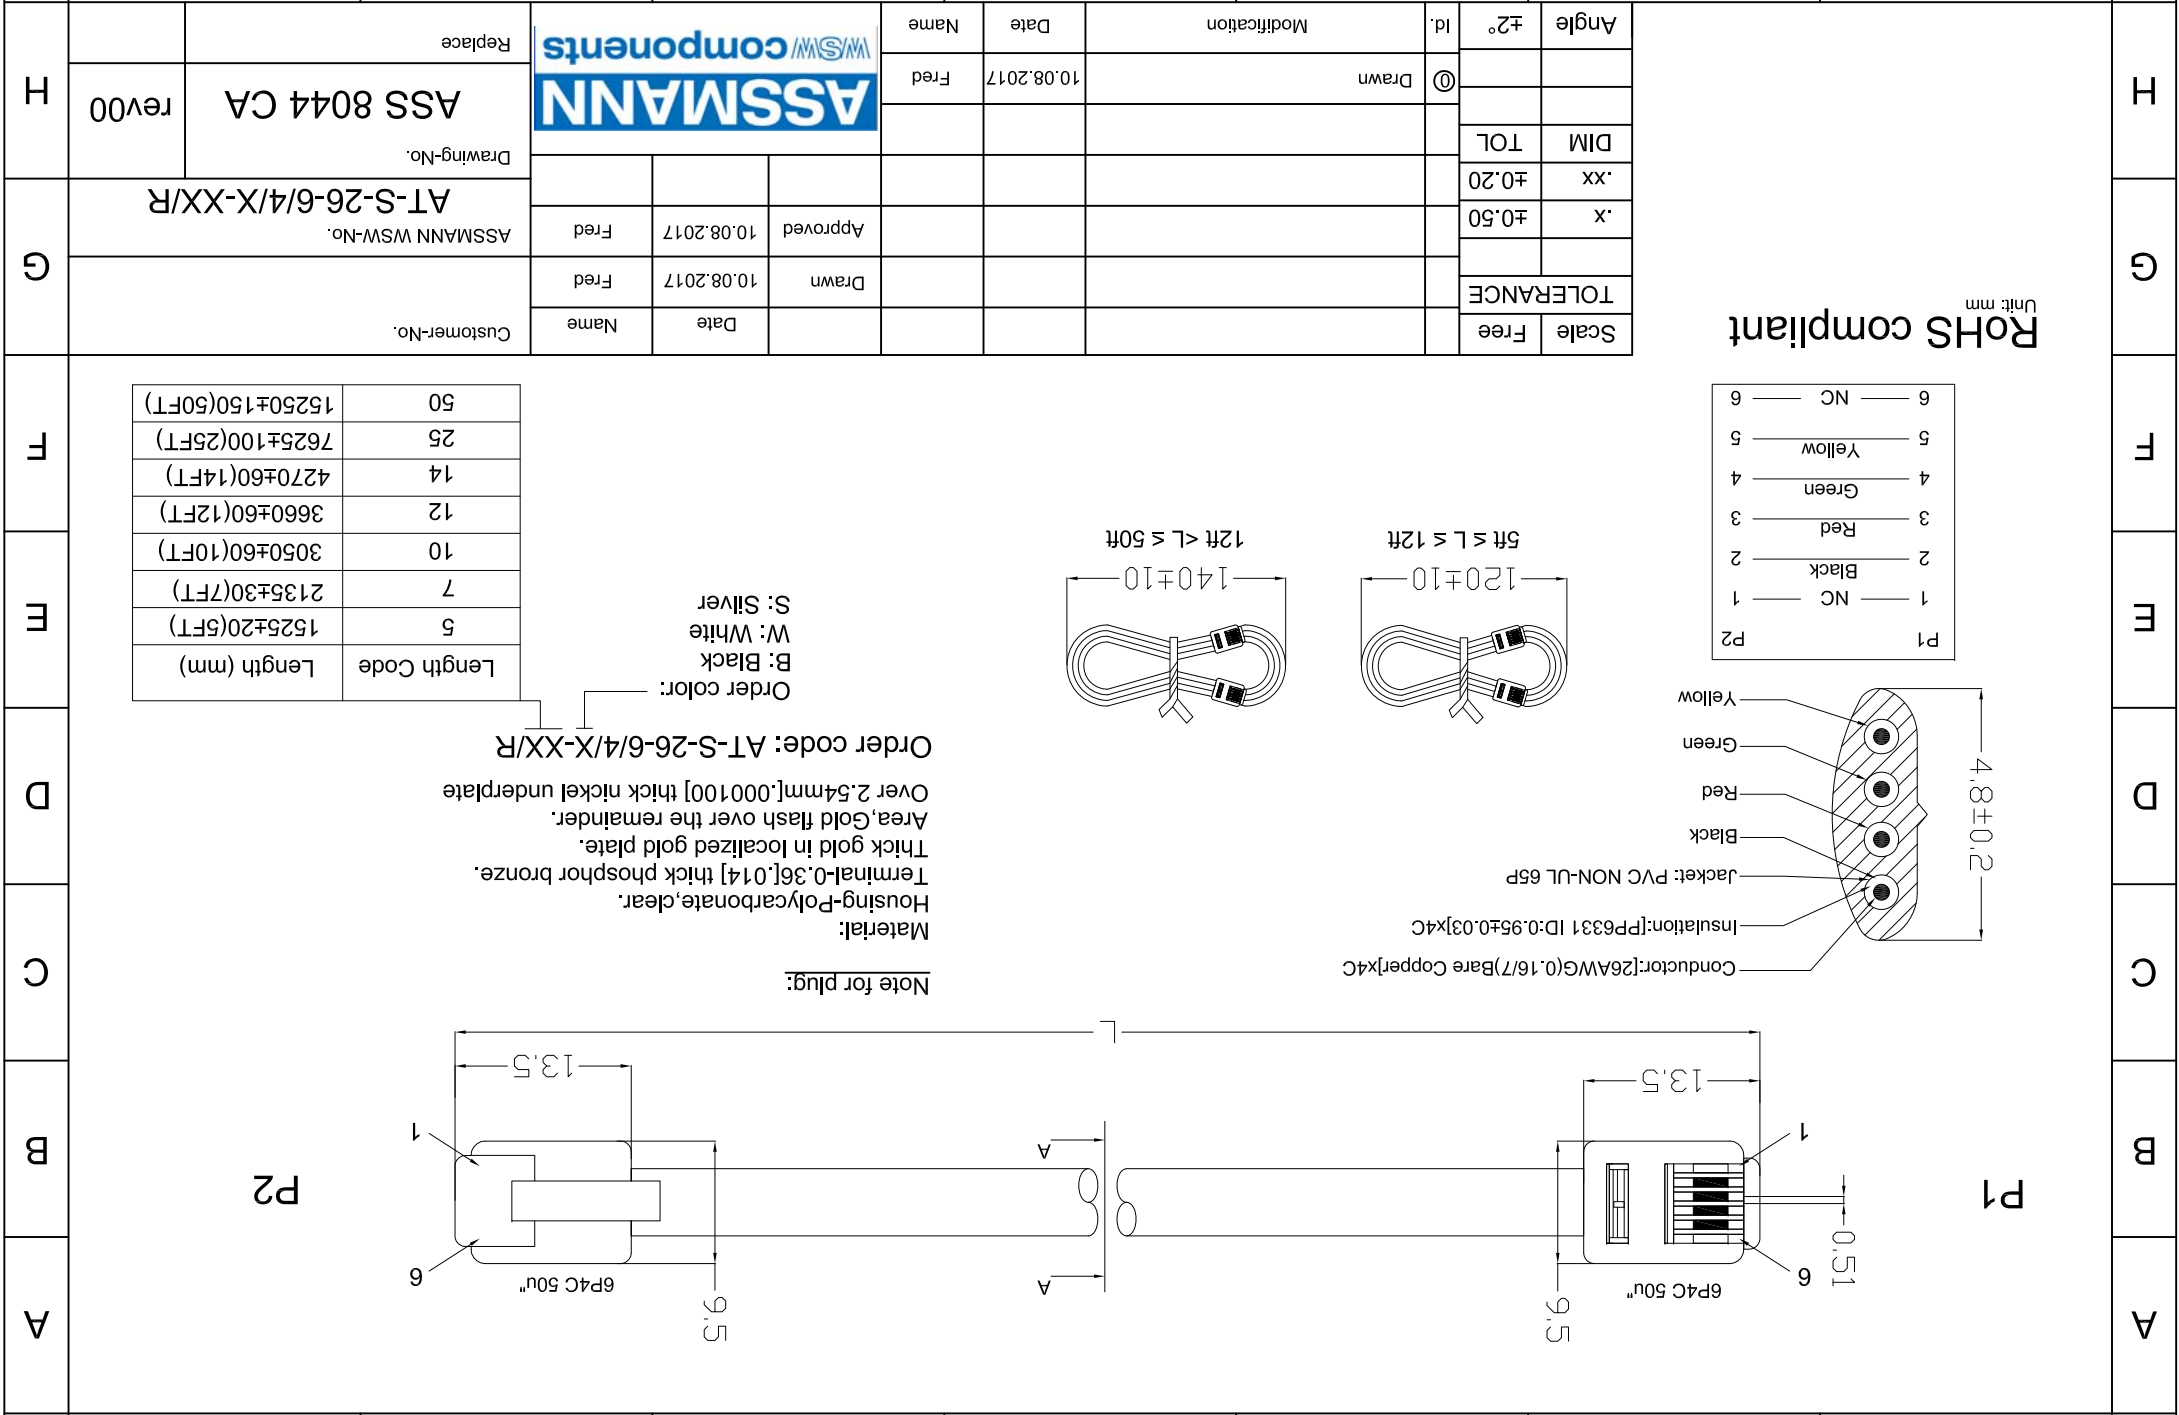 A
B
C
D
E
F
G
H
A
B
C
D
E
F
G
H
P1
P2
0.51
9.5
9.5
6P4C 50u"
6P4C 50u"
6
1
6
1
A
A
13.5
13.5
L
Conductor:[26AWG(0.16/7)Bare Copper]x4C
Insulation:[PP6331 ID:0.95±0.03]x4C
Jacket: PVC NON-UL 65P
Black
Red
Green
Yellow
4.8±0.2
Note for plug:
Material:
Housing-Polycarbonate,clear.
Terminal-0.36[.014] thick phosphor bronze.
Thick gold in localized gold plate.
Area,Gold flash over the remainder.
Over 2.54mm[.000100] thick nickel underplate
Order code: AT-S-26-6/4/X-XX/R
Order color:
B: Black
W: White
S: Silver
Length Code Length (mm)
5 1525±20(5FT)
7 2135±30(7FT)
10 3050±60(10FT)
12 3660±60(12FT)
14 4270±60(14FT)
25 7625±100(25FT)
50 15250±150(50FT)
P1 P2
1 NC 1
2 Black 2
3 Red 3
4 Green 4
5 Yellow 5
6 NC 6
120±10
5ft ≤ L ≤ 12ft
140±10
12ft <L ≤ 50ft
RoHS compliant
Unit: mm
Scale Free
TOLERANCE
.x ±0.50
.xx ±0.20
DIM TOL
Angle ±2°
0 Drawn 10.08.2017 Fred
Id. Modification Date Name
Date Name
Drawn 10.08.2017 Fred
Approved 10.08.2017 Fred
ASSMANN
WSW components
Customer-No.
ASSMANN WSW-No.
AT-S-26-6/4/X-XX/R
Drawing-No.
ASS 8044 CA
rev00
Replace